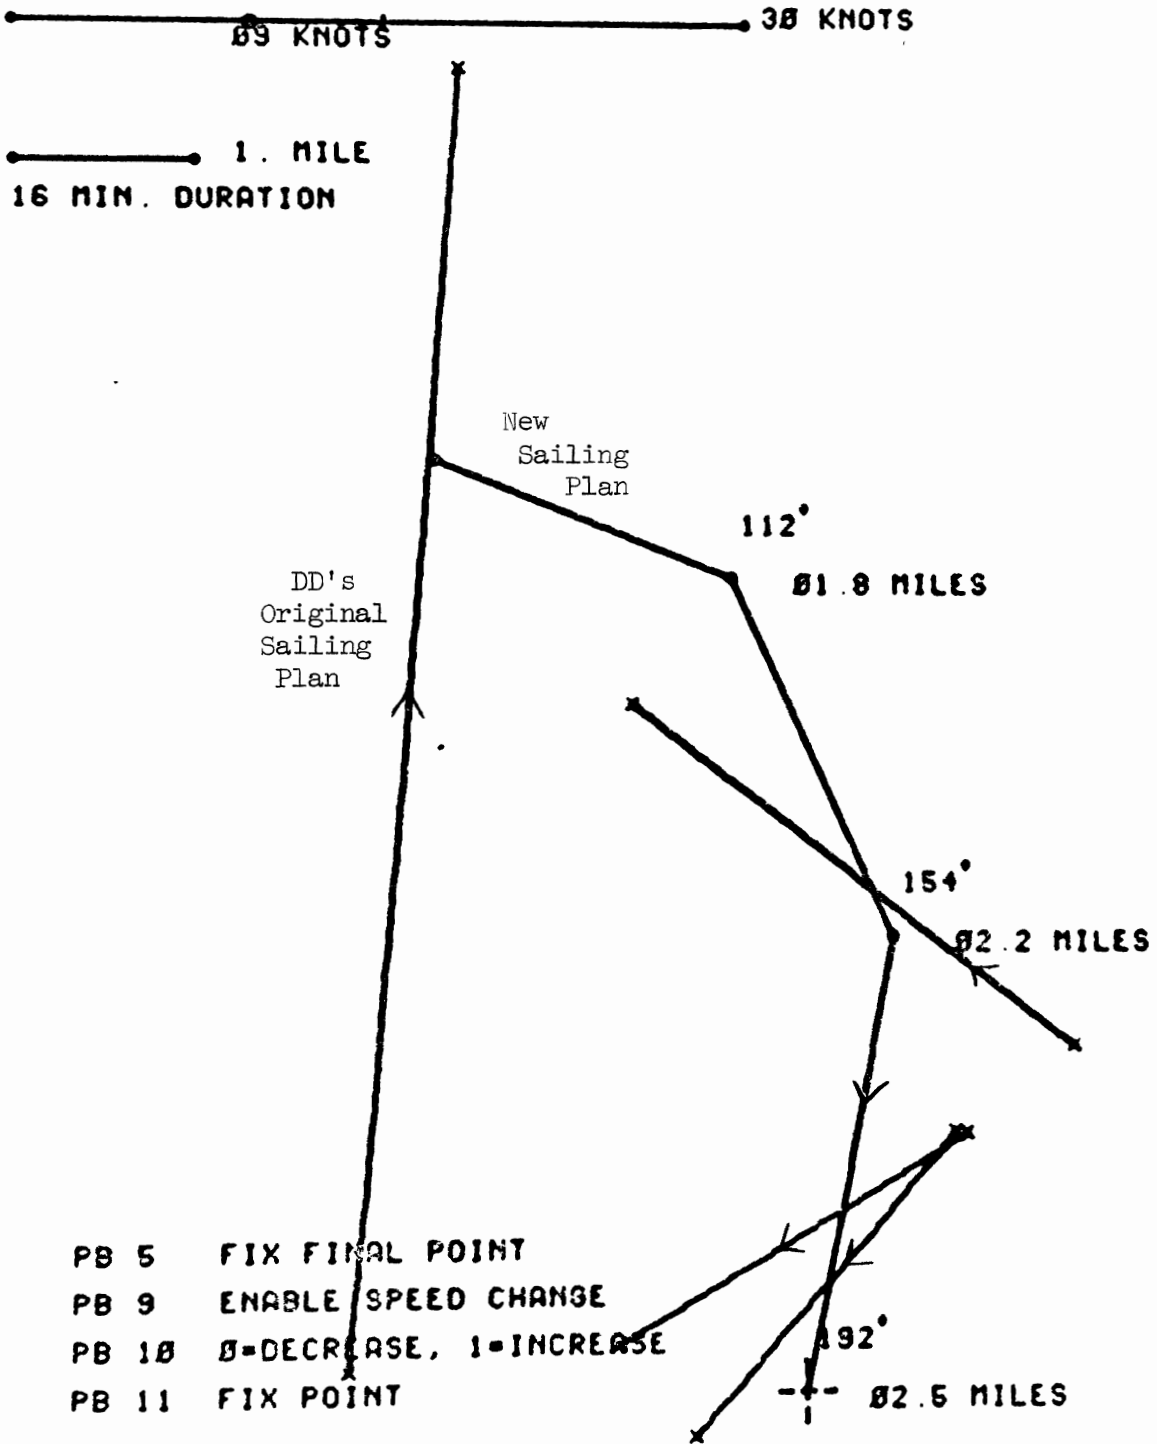 30 KNOTS
09 KNOTS
1. MILE
16 MIN. DURATION
New
Sailing
Plan
112°
01.8 MILES
DD's
Original
Sailing
Plan
154°
02.2 MILES
PB 5 FIX FINAL POINT
PB 9 ENABLE SPEED CHANGE
PB 10 0=DECREASE, 1=INCREASE
192°
PB 11 FIX POINT
02.5 MILES